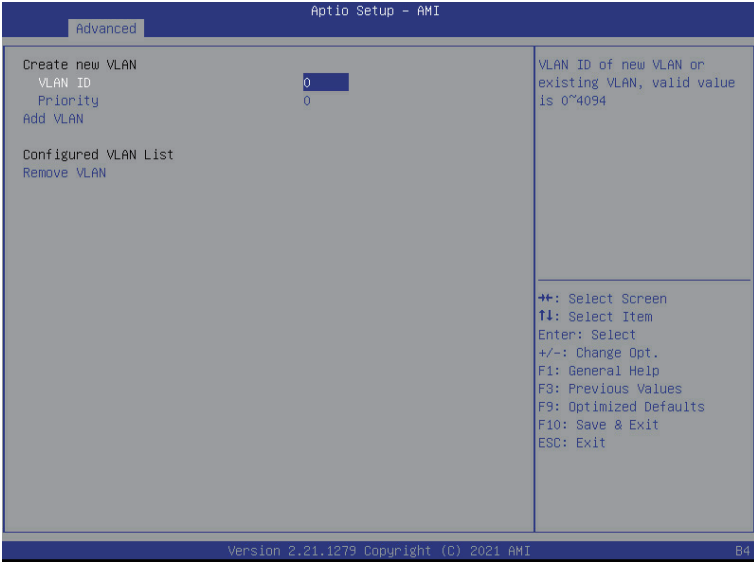 Aptio Setup – AMI
Advanced
Create new VLAN
VLAN ID 0
Priority 0
Add VLAN
Configured VLAN List
Remove VLAN
VLAN ID of new VLAN or
existing VLAN, valid value
is 0~4094
→←: Select Screen
↑↓: Select Item
Enter: Select
+/-: Change Opt.
F1: General Help
F3: Previous Values
F9: Optimized Defaults
F10: Save & Exit
ESC: Exit
Version 2.21.1279 Copyright (C) 2021 AMI
B4